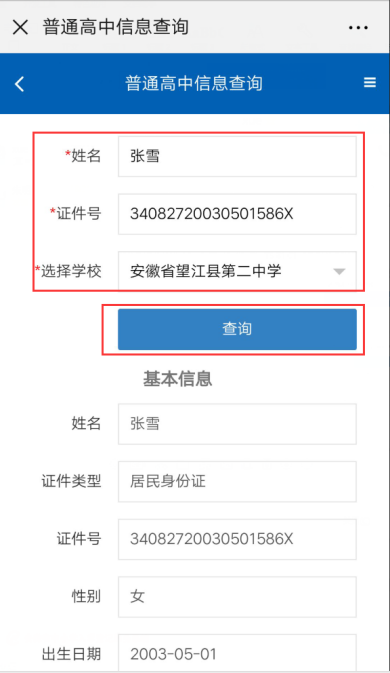 普通高中信息查询
普通高中信息查询
*姓名 张雪
*证件号 34082720030501586X
*选择学校 安徽省望江县第二中学
查询
基本信息
姓名 张雪
证件类型 居民身份证
证件号 34082720030501586X
性别 女
出生日期 2003-05-01